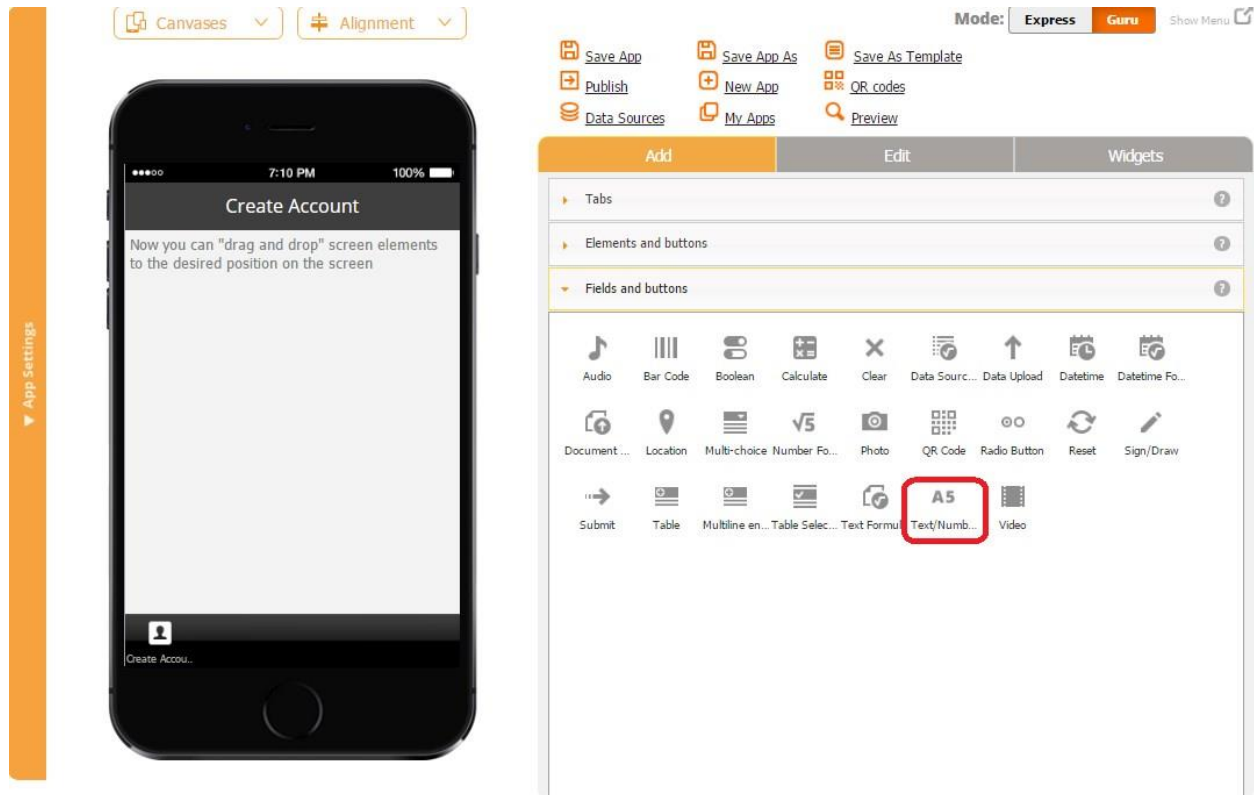 Canvases
Alignment
Mode: Express Guru Show Menu
Save App
Save App As
Save As Template
Publish
New App
QR codes
Data Sources
My Apps
Preview
Add
Edit
Widgets
App Settings
7:10 PM
100%
Create Account
Now you can "drag and drop" screen elements
to the desired position on the screen
Create Accou..
Tabs
Elements and buttons
Fields and buttons
Audio
Bar Code
Boolean
Calculate
Clear
Data Sourc...
Data Upload
Datetime
Datetime Fo...
Document ...
Location
Multi-choice
√5
Number Fo...
Photo
QR Code
Radio Button
Reset
Sign/Draw
Submit
Table
Multiline en...
Table Selec...
Text Formul
A5
Text/Numb...
Video